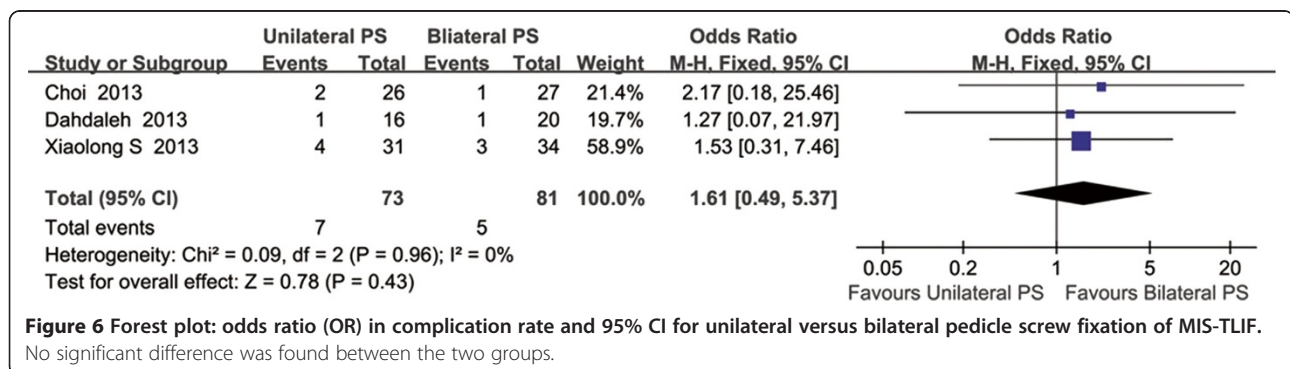 Unilateral PS Bliateral PS Odds Ratio Odds Ratio
Study or Subgroup Events Total Events Total Weight M-H, Fixed, 95% CI M-H, Fixed, 95% CI
Choi 2013 2 26 1 27 21.4% 2.17 [0.18, 25.46]
Dahdaleh 2013 1 16 1 20 19.7% 1.27 [0.07, 21.97]
Xiaolong S 2013 4 31 3 34 58.9% 1.53 [0.31, 7.46]
Total (95% CI) 73 81 100.0% 1.61 [0.49, 5.37]
Total events 7 5
Heterogeneity: Chi² = 0.09, df = 2 (P = 0.96); I² = 0%
Test for overall effect: Z = 0.78 (P = 0.43)
0.05 0.2 1 5 20
Favours Unilateral PS Favours Bilateral PS
Figure 6 Forest plot: odds ratio (OR) in complication rate and 95% CI for unilateral versus bilateral pedicle screw fixation of MIS-TLIF.
No significant difference was found between the two groups.